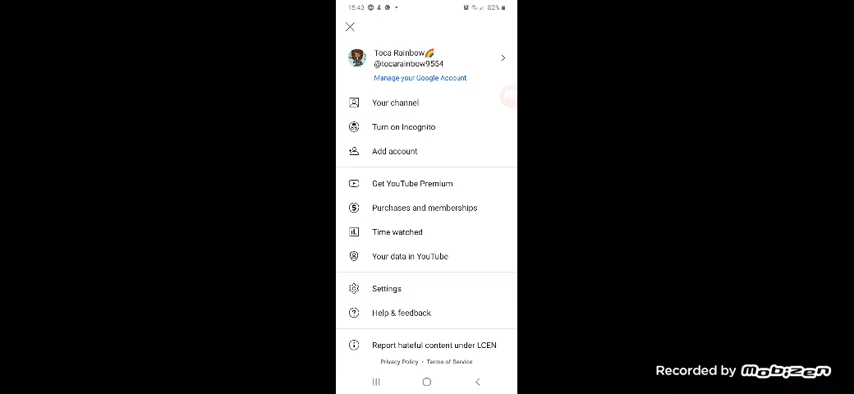 15.43
82%
Toca Rainbow🌈
@tocarainbow9554
Manage your Google Account
Your channel
Turn on Incognito
Add account
Get YouTube Premium
Purchases and memberships
Time watched
Your data in YouTube
Settings
Help & feedback
Report hateful content under LCEN
Privacy Policy • Terms of Service
Recorded by Mobizen